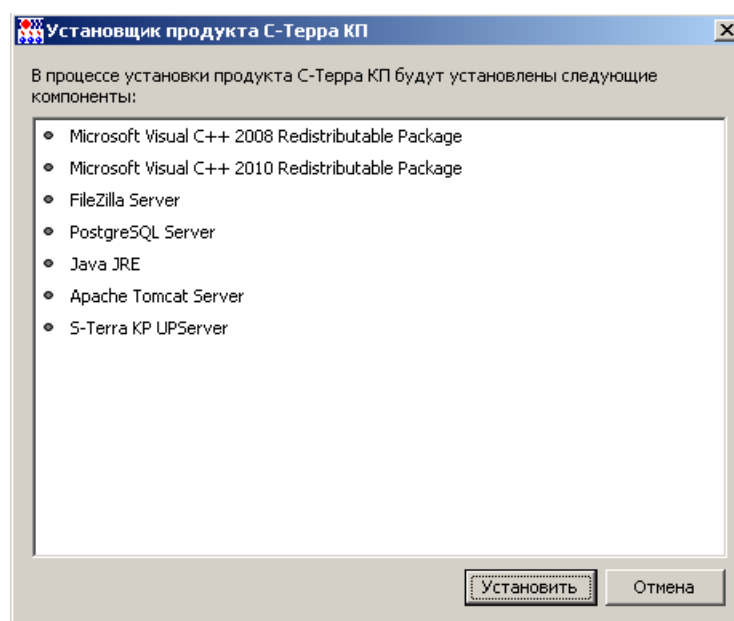 Установщик продукта С-Терра КП
В процессе установки продукта С-Терра КП будут установлены следующие
компоненты:
Microsoft Visual C++ 2008 Redistributable Package
Microsoft Visual C++ 2010 Redistributable Package
FileZilla Server
PostgreSQL Server
Java JRE
Apache Tomcat Server
S-Terra KP UPServer
Установить Отмена